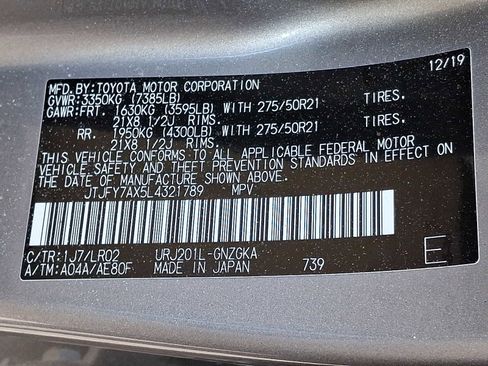 MFD.BY:TOYOTA MOTOR CORPORATION 12/19
GVWR:3350KG (7385LB)
GAWR:FRT. 1630KG (3595LB) WITH 275/50R21 TIRES.
21X8 1/2J RIMS.
RR. 1950KG (4300LB) WITH 275/50R21 TIRES.
21X8 1/2J RIMS.
THIS VEHICLE CONFORMS TO ALL APPLICABLE FEDERAL MOTOR
VEHICLE SAFETY AND THEFT PREVENTION STANDARDS IN EFFECT ON
THE DATE OF MANUFACTURE SHOWN ABOVE.
JTJFY7AX5L4321789 MPV
C/TR:1J7/LR02 URJ201L-GNZGKA
A/TM:A04A/AE80F MADE IN JAPAN 739 E